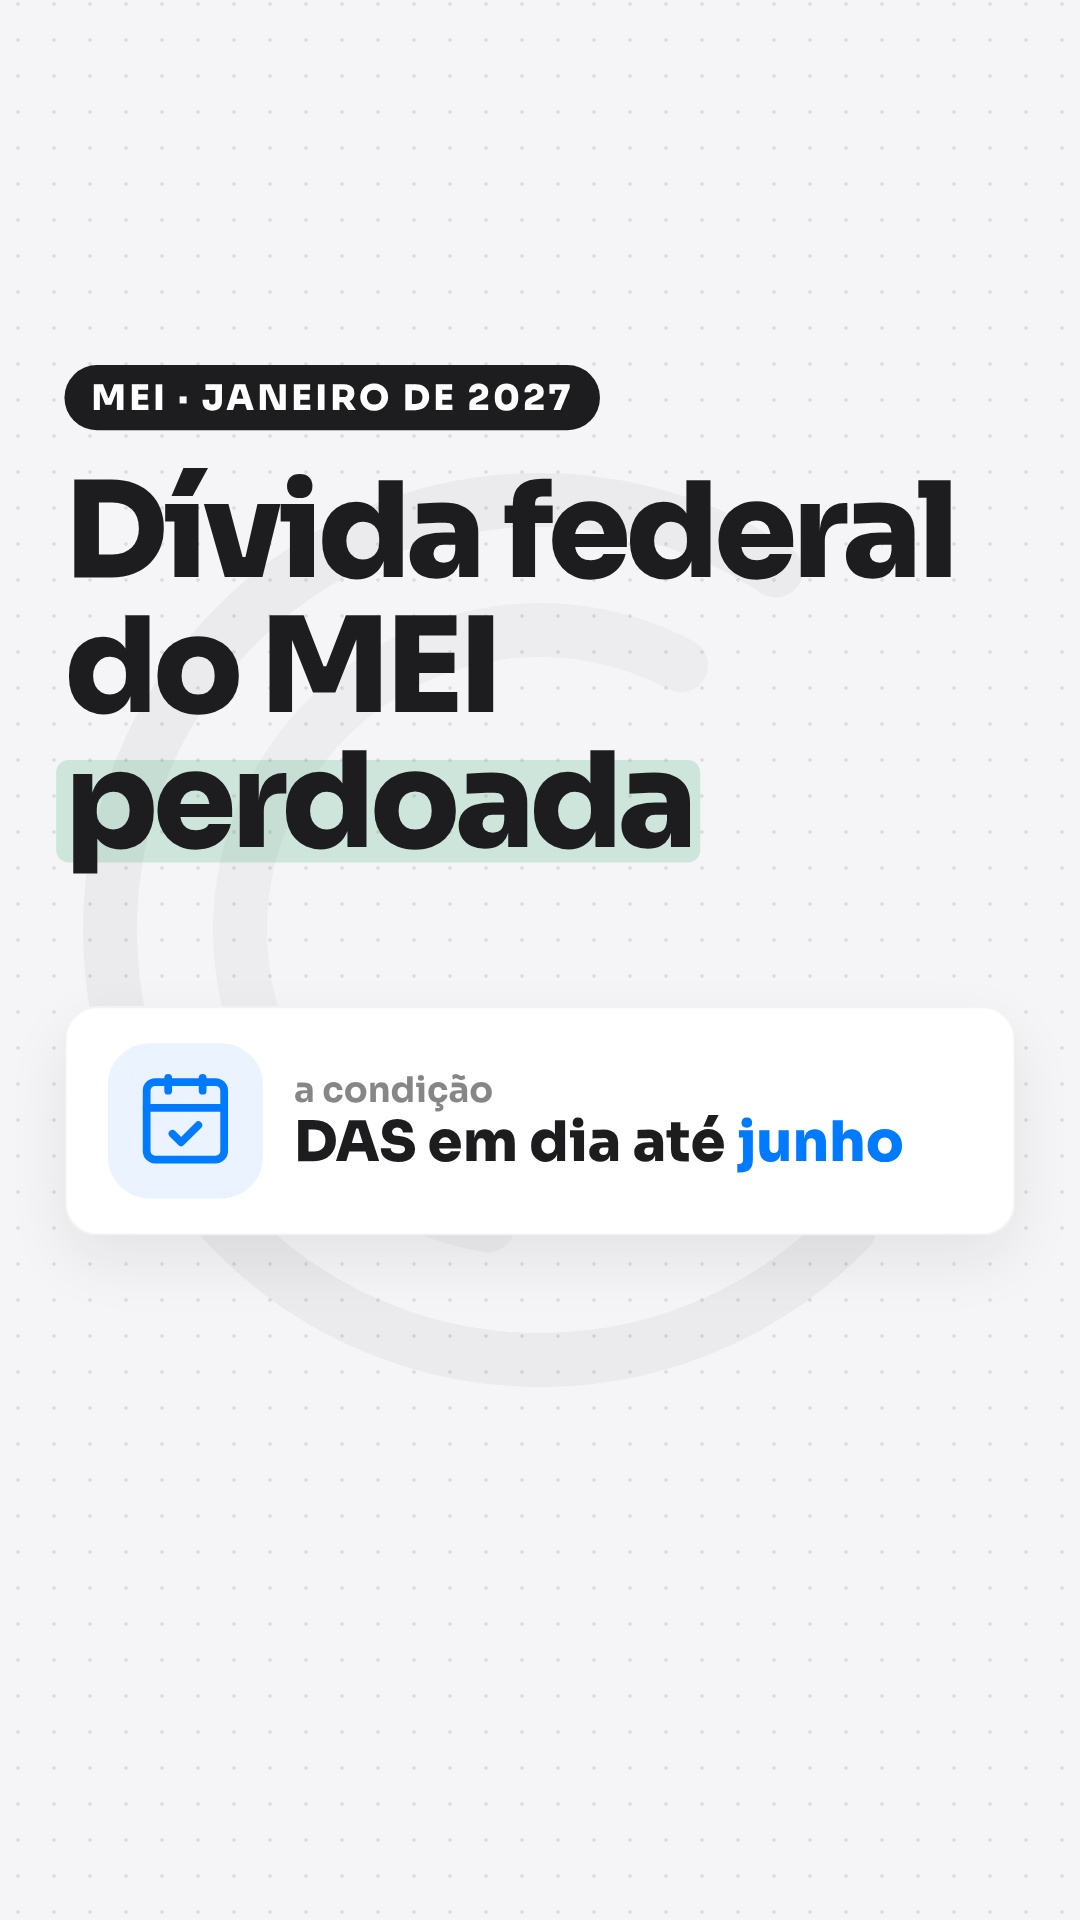 MEI · JANEIRO DE 2027
Dívida federal
do MEI
perdoada
a condição
DAS em dia até junho